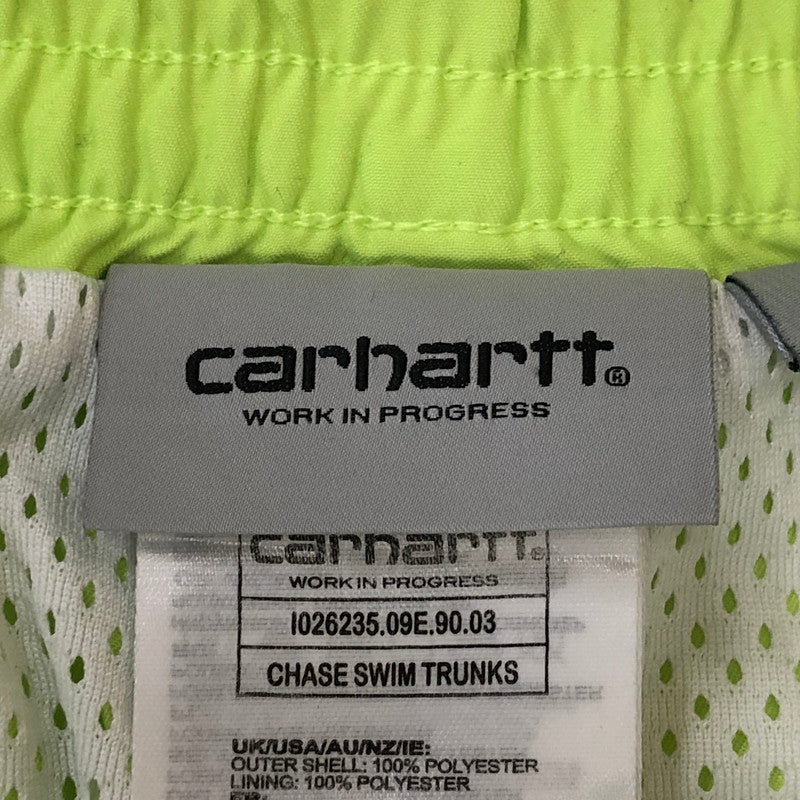 carhartt®
WORK IN PROGRESS
carhartt®
WORK IN PROGRESS
I026235.09E.90.03
CHASE SWIM TRUNKS
UK/USA/AU/NZ/IE:
OUTER SHELL: 100% POLYESTER
LINING: 100% POLYESTER